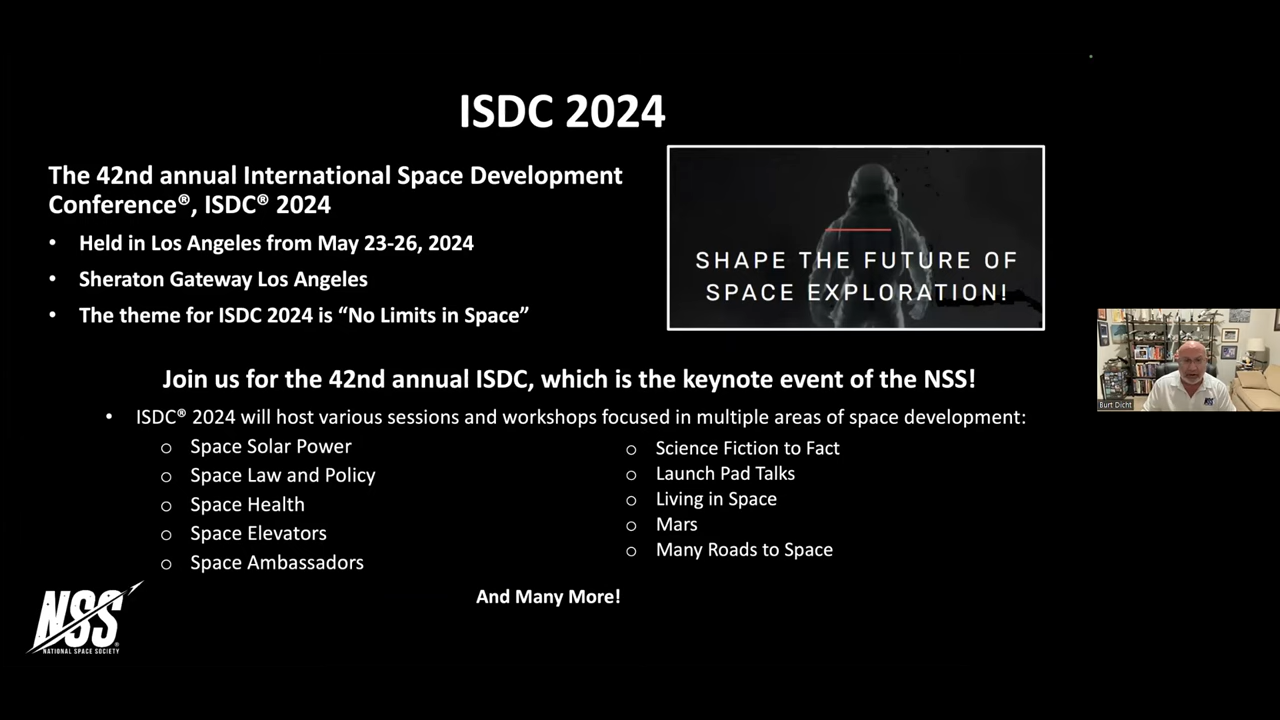 ISDC 2024
The 42nd annual International Space Development
Conference®, ISDC® 2024
• Held in Los Angeles from May 23-26, 2024
• Sheraton Gateway Los Angeles
• The theme for ISDC 2024 is “No Limits in Space”
SHAPE THE FUTURE OF
SPACE EXPLORATION!
Join us for the 42nd annual ISDC, which is the keynote event of the NSS!
• ISDC® 2024 will host various sessions and workshops focused in multiple areas of space development:
o Space Solar Power
o Space Law and Policy
o Space Health
o Space Elevators
o Space Ambassadors
o Science Fiction to Fact
o Launch Pad Talks
o Living in Space
o Mars
o Many Roads to Space
And Many More!
NSS®
NATIONAL SPACE SOCIETY
Burt Dicht
NSS